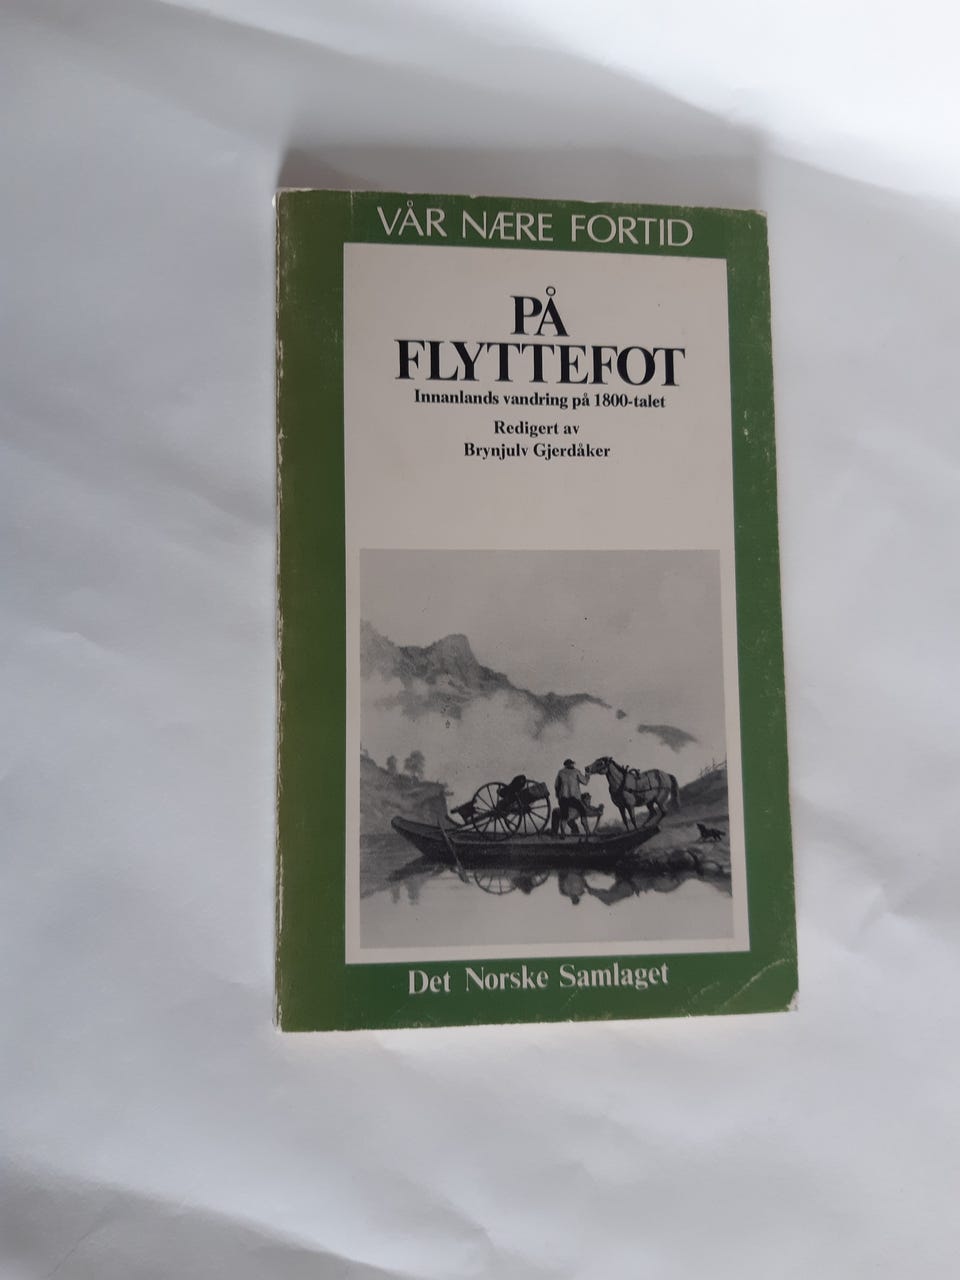 VÅR NÆRE FORTID
PÅ
FLYTTEFOT
Innanlands vandring på 1800-talet
Redigert av
Brynjulv Gjerdåker
Det Norske Samlaget